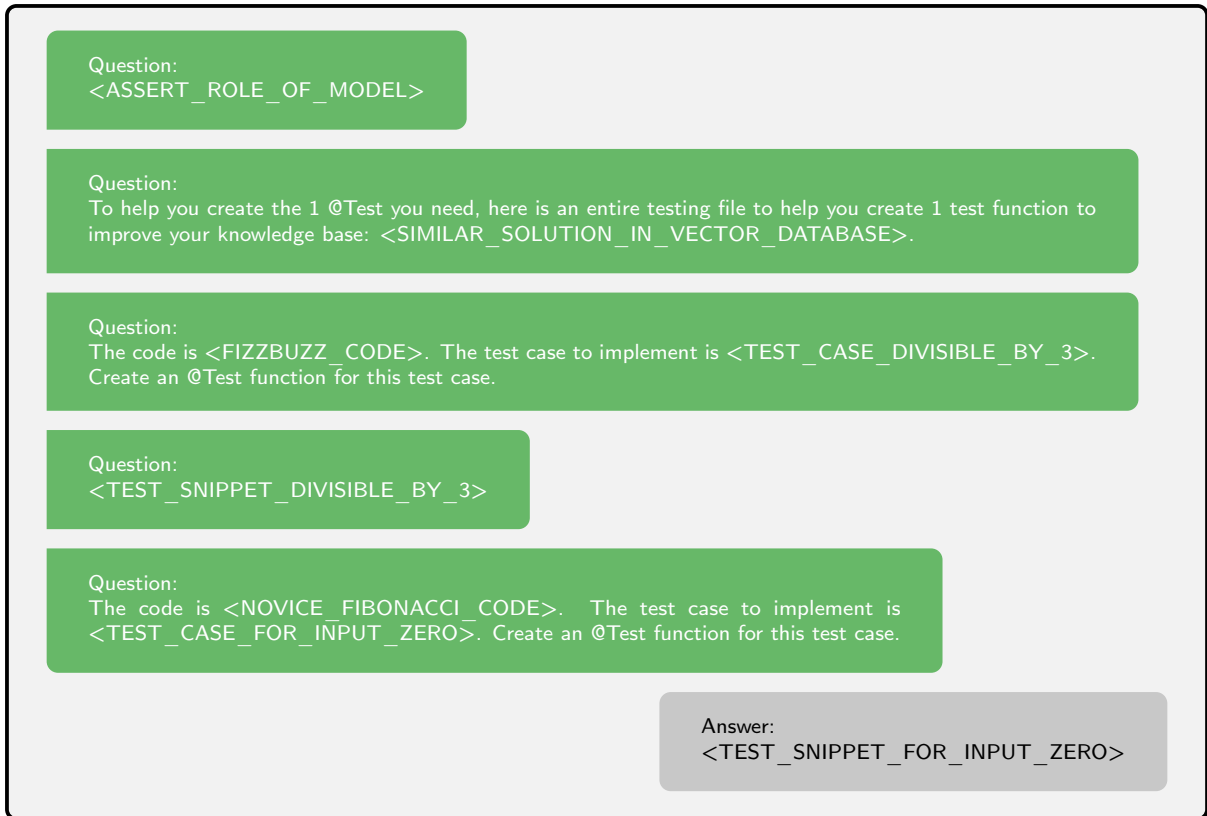 Question:
<ASSERT_ROLE_OF_MODEL>
Question:
To help you create the 1 @Test you need, here is an entire testing file to help you create 1 test function to
improve your knowledge base: <SIMILAR_SOLUTION_IN_VECTOR_DATABASE>.
Question:
The code is <FIZZBUZZ_CODE>. The test case to implement is <TEST_CASE_DIVISIBLE_BY_3>.
Create an @Test function for this test case.
Question:
<TEST_SNIPPET_DIVISIBLE_BY_3>
Question:
The code is <NOVICE_FIBONACCI_CODE>. The test case to implement is
<TEST_CASE_FOR_INPUT_ZERO>. Create an @Test function for this test case.
Answer:
<TEST_SNIPPET_FOR_INPUT_ZERO>